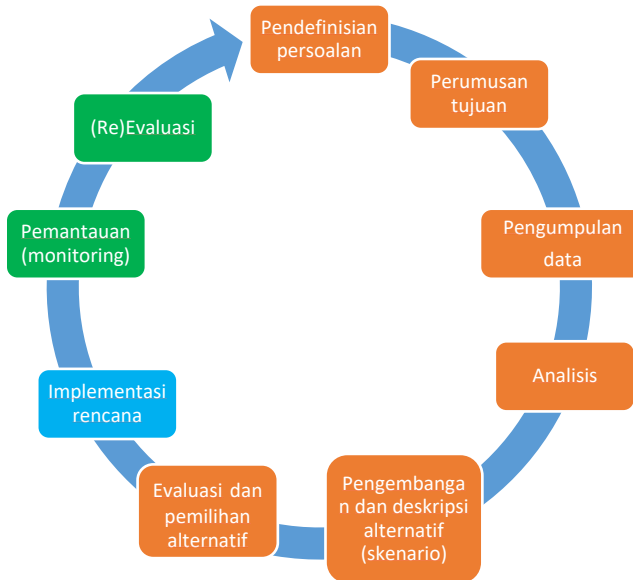 Pendefinisian
persoalan
Perumusan
tujuan
Pengumpulan
data
Analisis
Pengembanga
n dan deskripsi
alternatif
(skenario)
Evaluasi dan
pemilihan
alternatif
Implementasi
rencana
Pemantauan
(monitoring)
(Re)Evaluasi